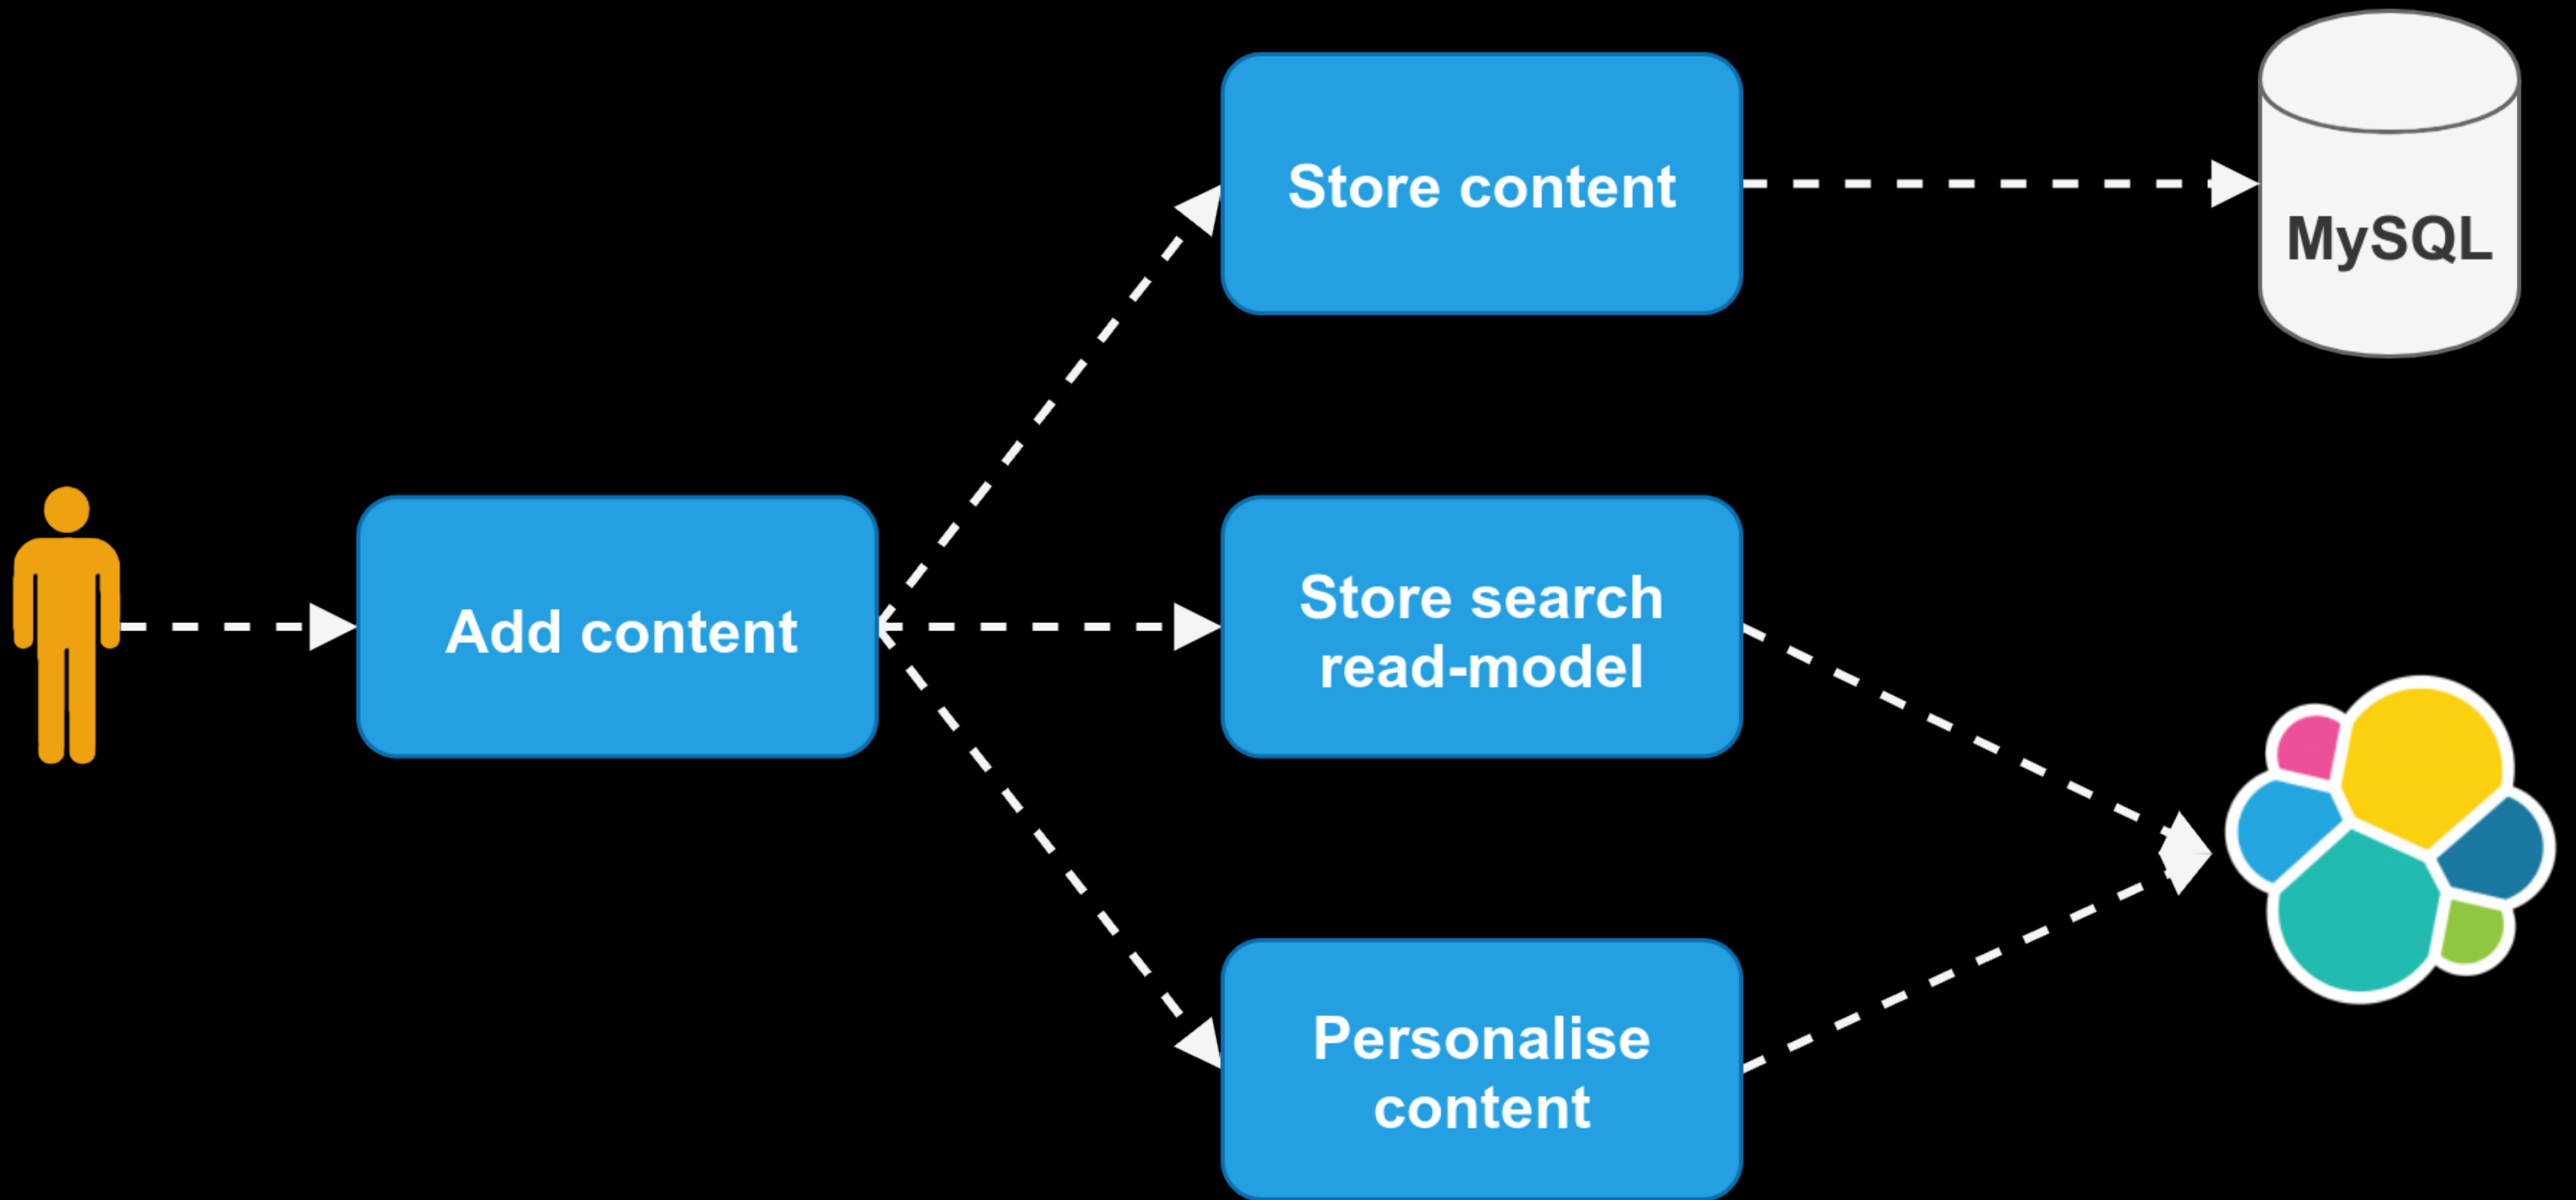 Store content
MySQL
Add content
Store search
read-model
Personalise
content